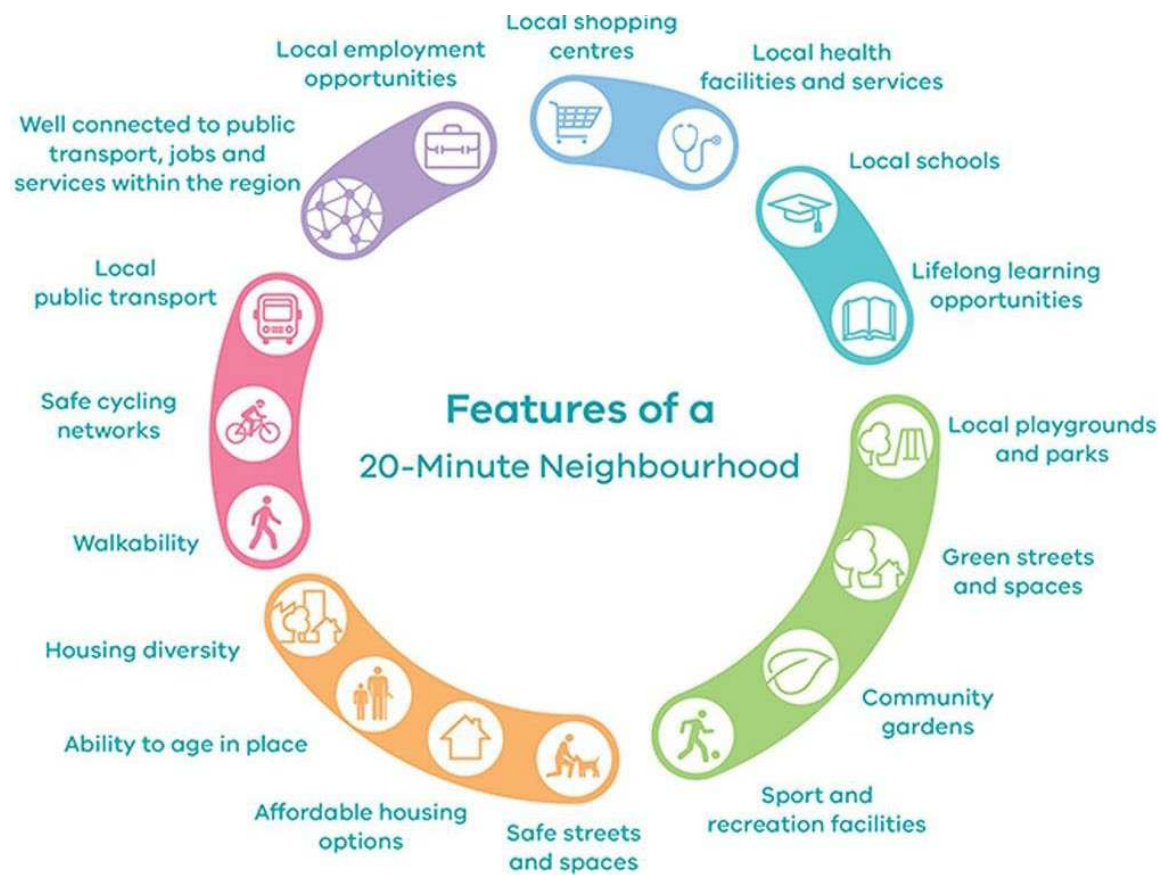 Local shopping
centres
Local health
facilities and services
Local schools
Lifelong learning
opportunities
Local playgrounds
and parks
Green streets
and spaces
Community
gardens
Sport and
recreation facilities
Safe streets
and spaces
Affordable housing
options
Ability to age in place
Housing diversity
Walkability
Safe cycling
networks
Local
public transport
Well connected to public
transport, jobs and
services within the region
Local employment
opportunities
Features of a
20-Minute Neighbourhood